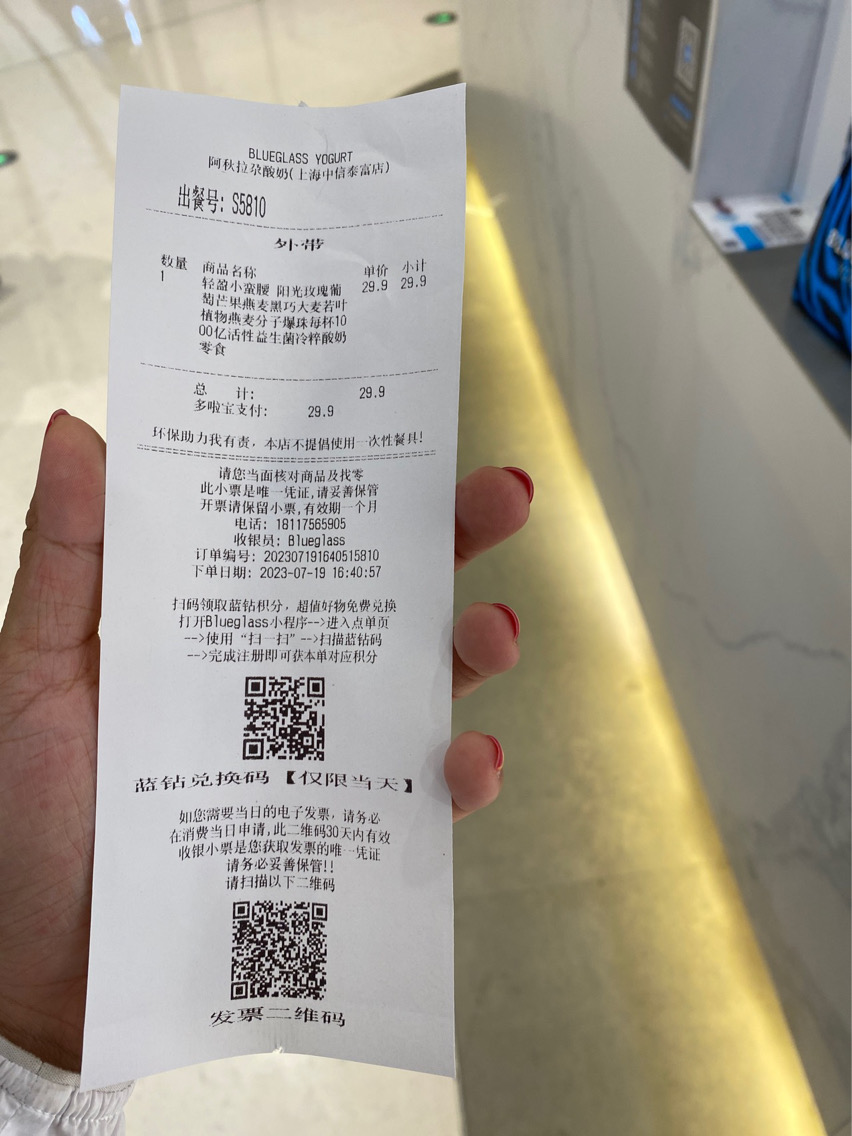 BLUEGLASS YOGURT
阿秋拉尕酸奶(上海中信泰富店)
出餐号: S5810
外带
数量 商品名称 单价 小计
1 轻盈小蛮腰 阳光玫瑰葡 29.9 29.9
萄芒果燕麦黑巧大麦若叶
植物燕麦分子爆珠每杯10
00亿活性益生菌冷粹酸奶
零食
总 计: 29.9
多啦宝支付: 29.9
环保助力我有责，本店不提倡使用一次性餐具!
请您当面核对商品及找零
此小票是唯一凭证,请妥善保管
开票请保留小票,有效期一个月
电话: 18117565905
收银员: Blueglass
订单编号: 202307191640515810
下单日期: 2023-07-19 16:40:57
扫码领取蓝钻积分，超值好物免费兑换
打开Blueglass小程序-->进入点单页
-->使用“扫一扫”-->扫描蓝钻码
-->完成注册即可获本单对应积分
蓝钻兑换码【仅限当天】
如您需要当日的电子发票，请务必
在消费当日申请,此二维码30天内有效
收银小票是您获取发票的唯一凭证
请务必妥善保管!!
请扫描以下二维码
发票二维码